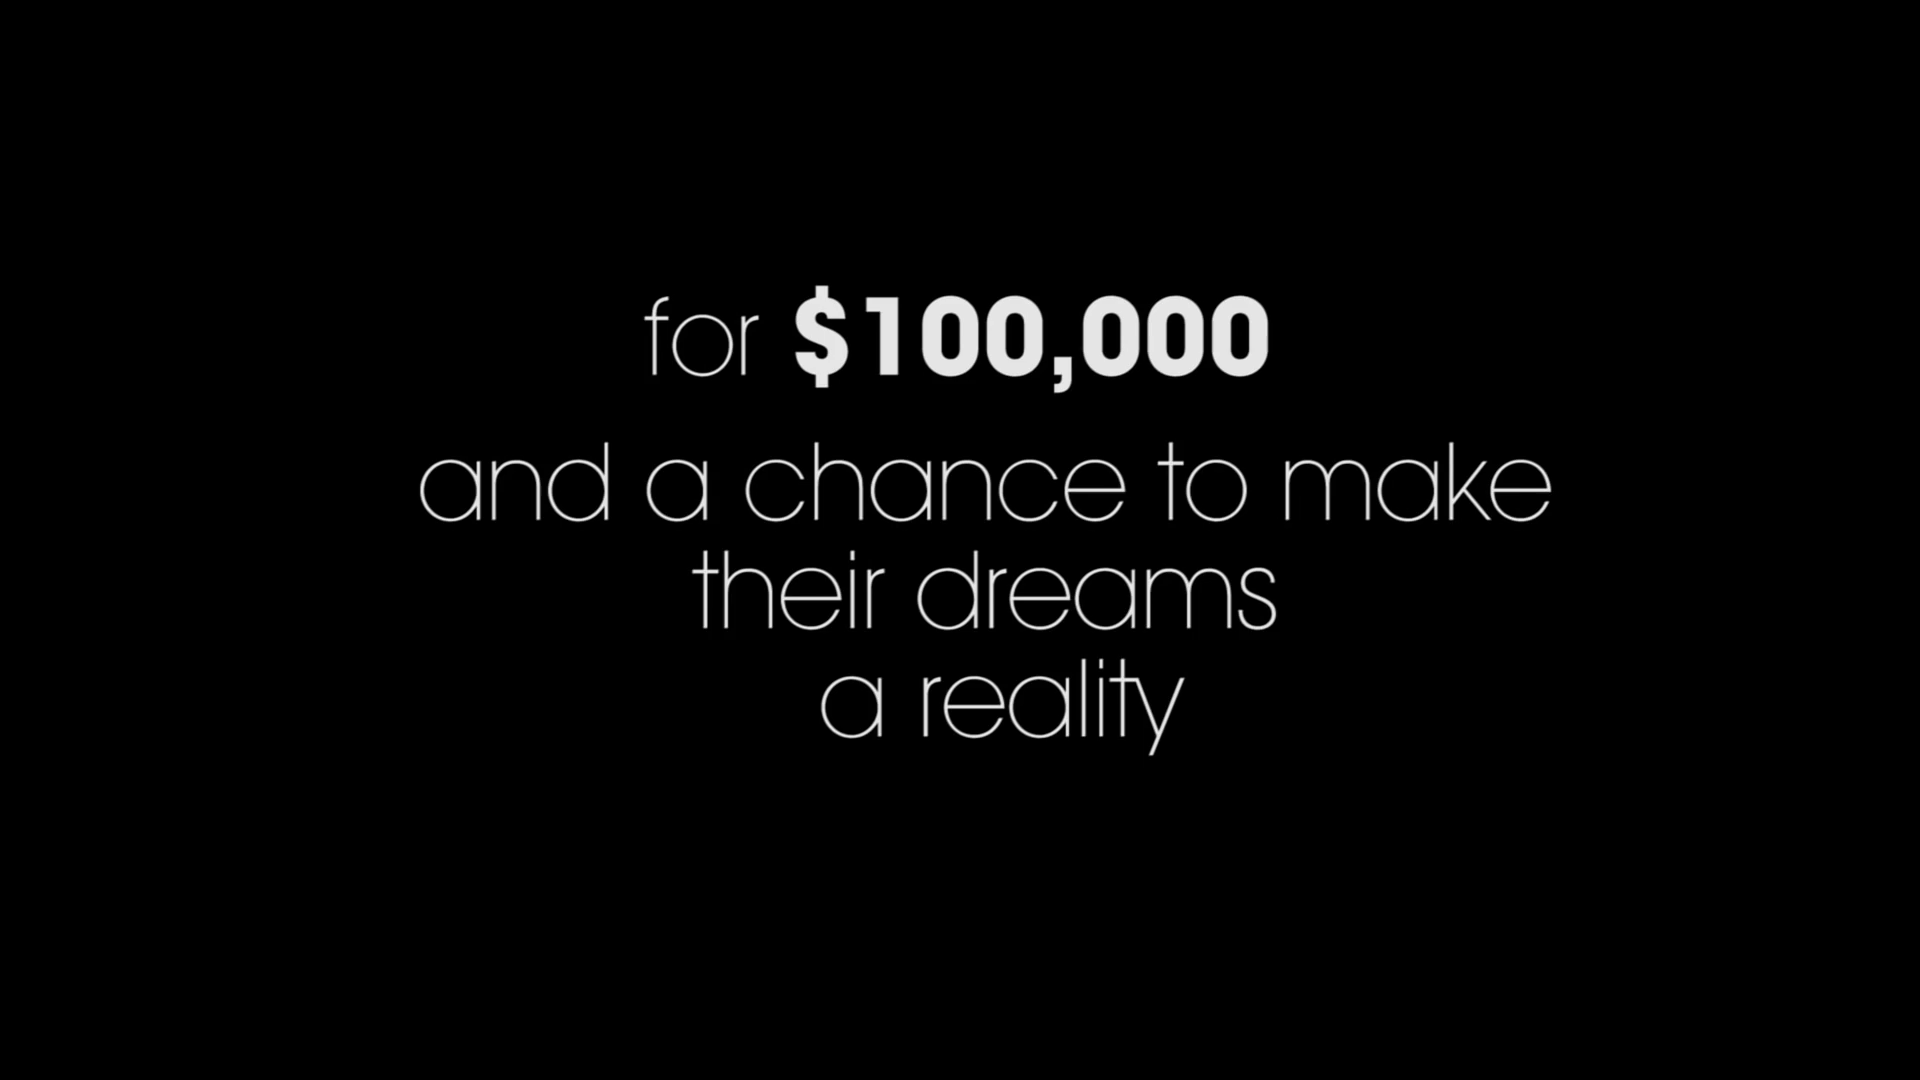 for $100,000
and a chance to make
their dreams
a reality